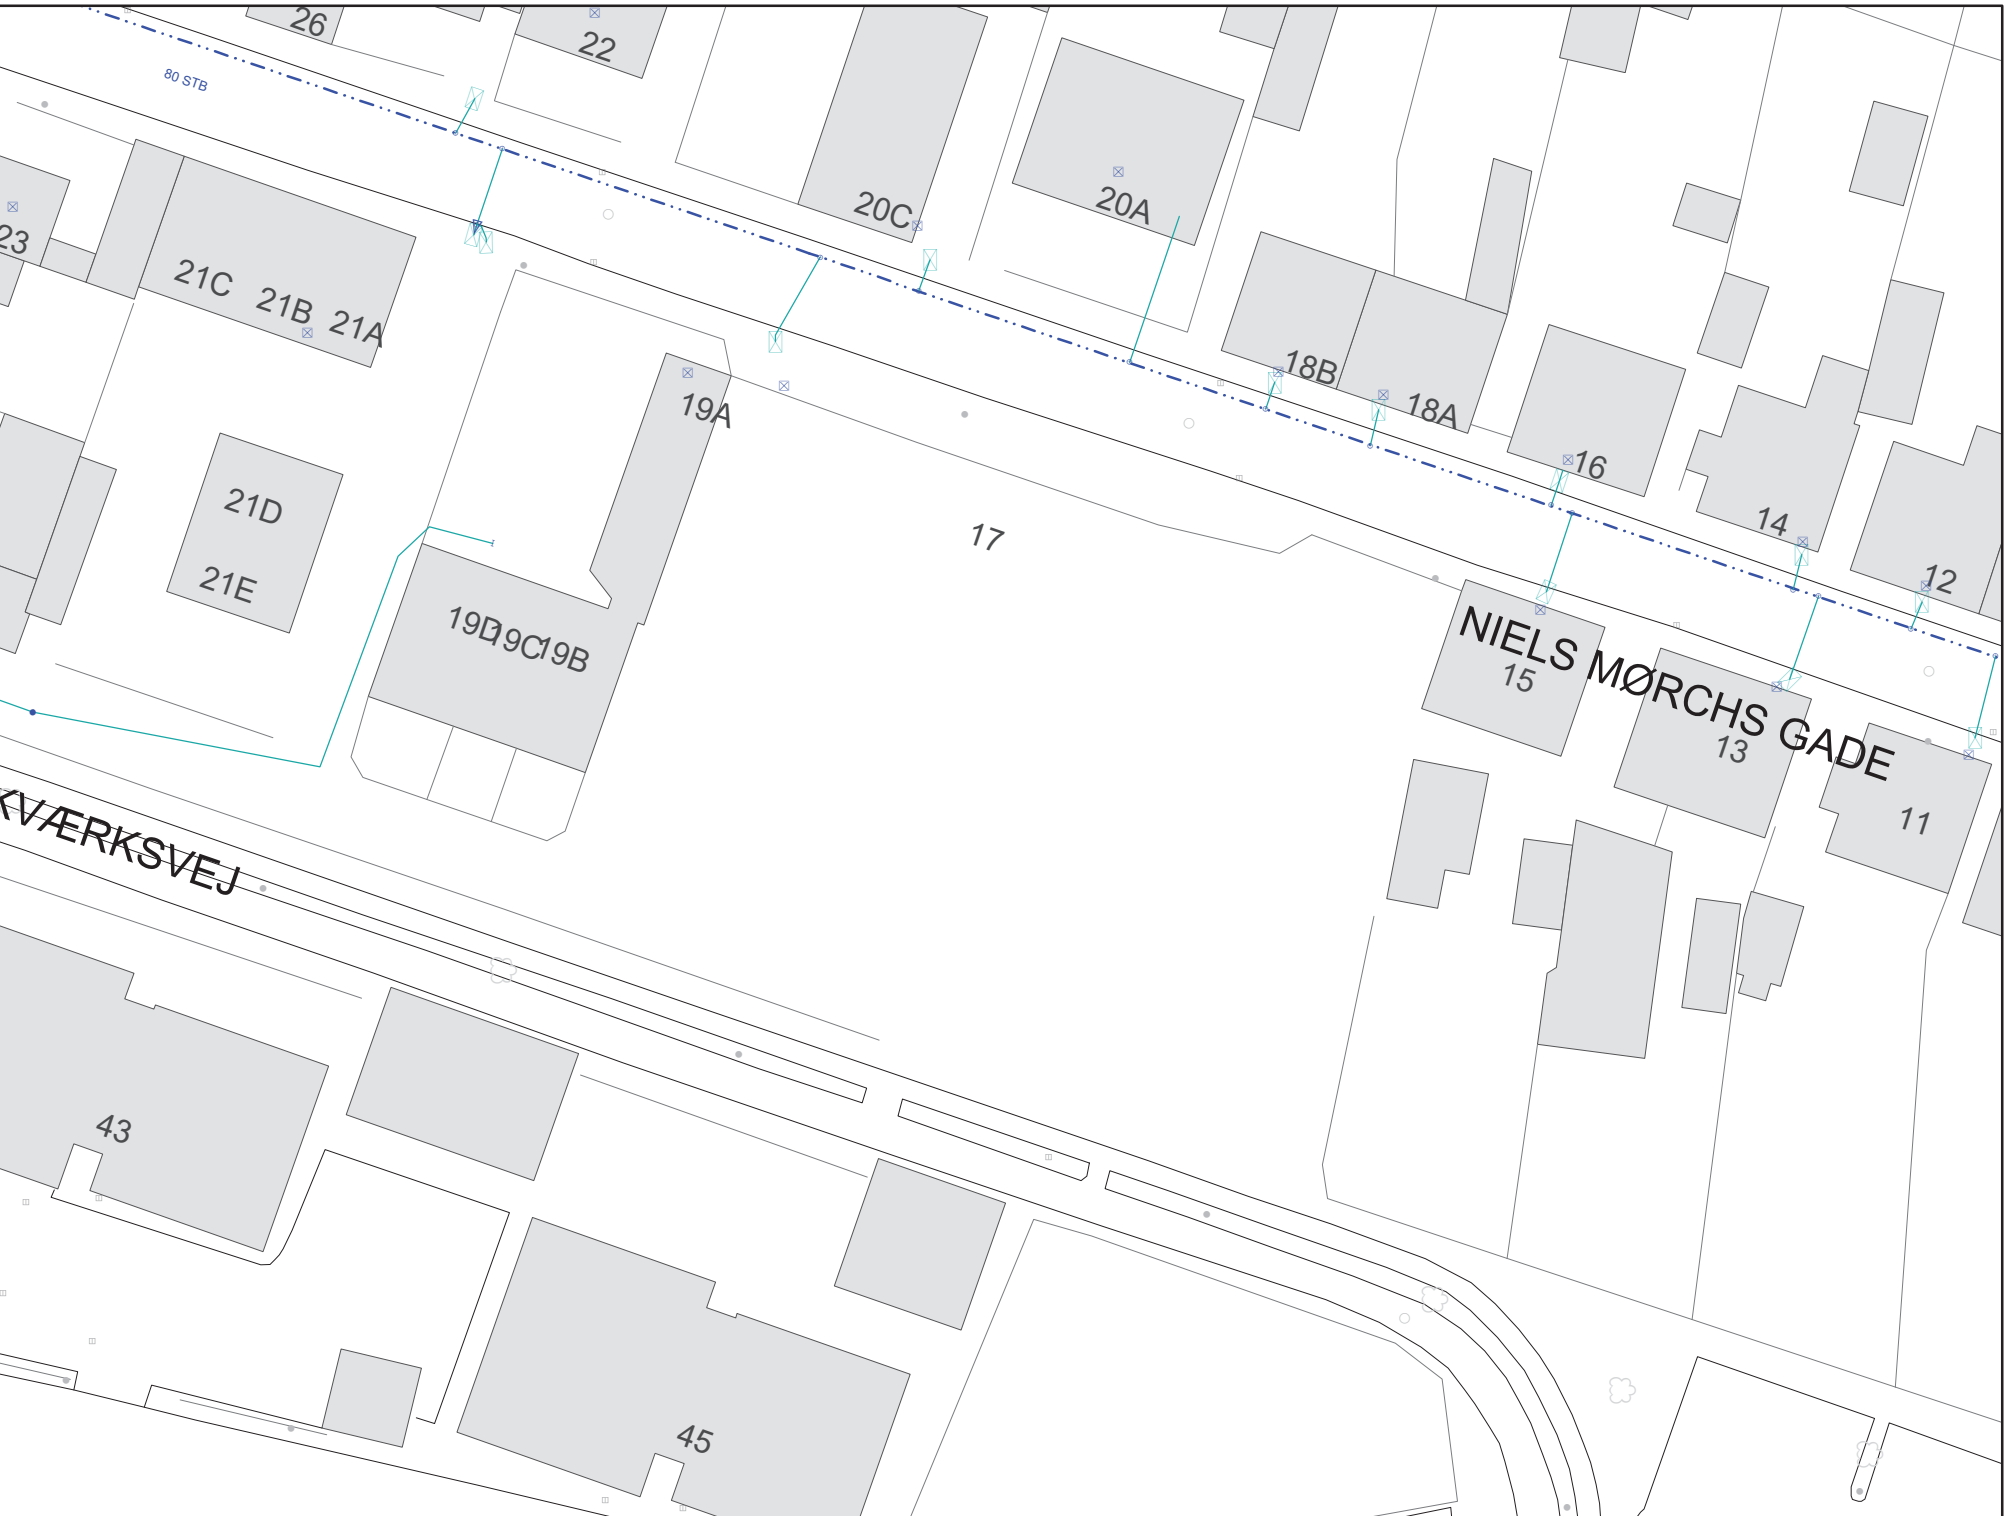 26
22
80 STB
20C
20A
23
21C
21B
21A
18B
18A
19A
16
14
12
17
21D
21E
19D
19C
19B
NIELS MØRCHS GADE
15
13
11
KVÆRKSVEJ
43
45